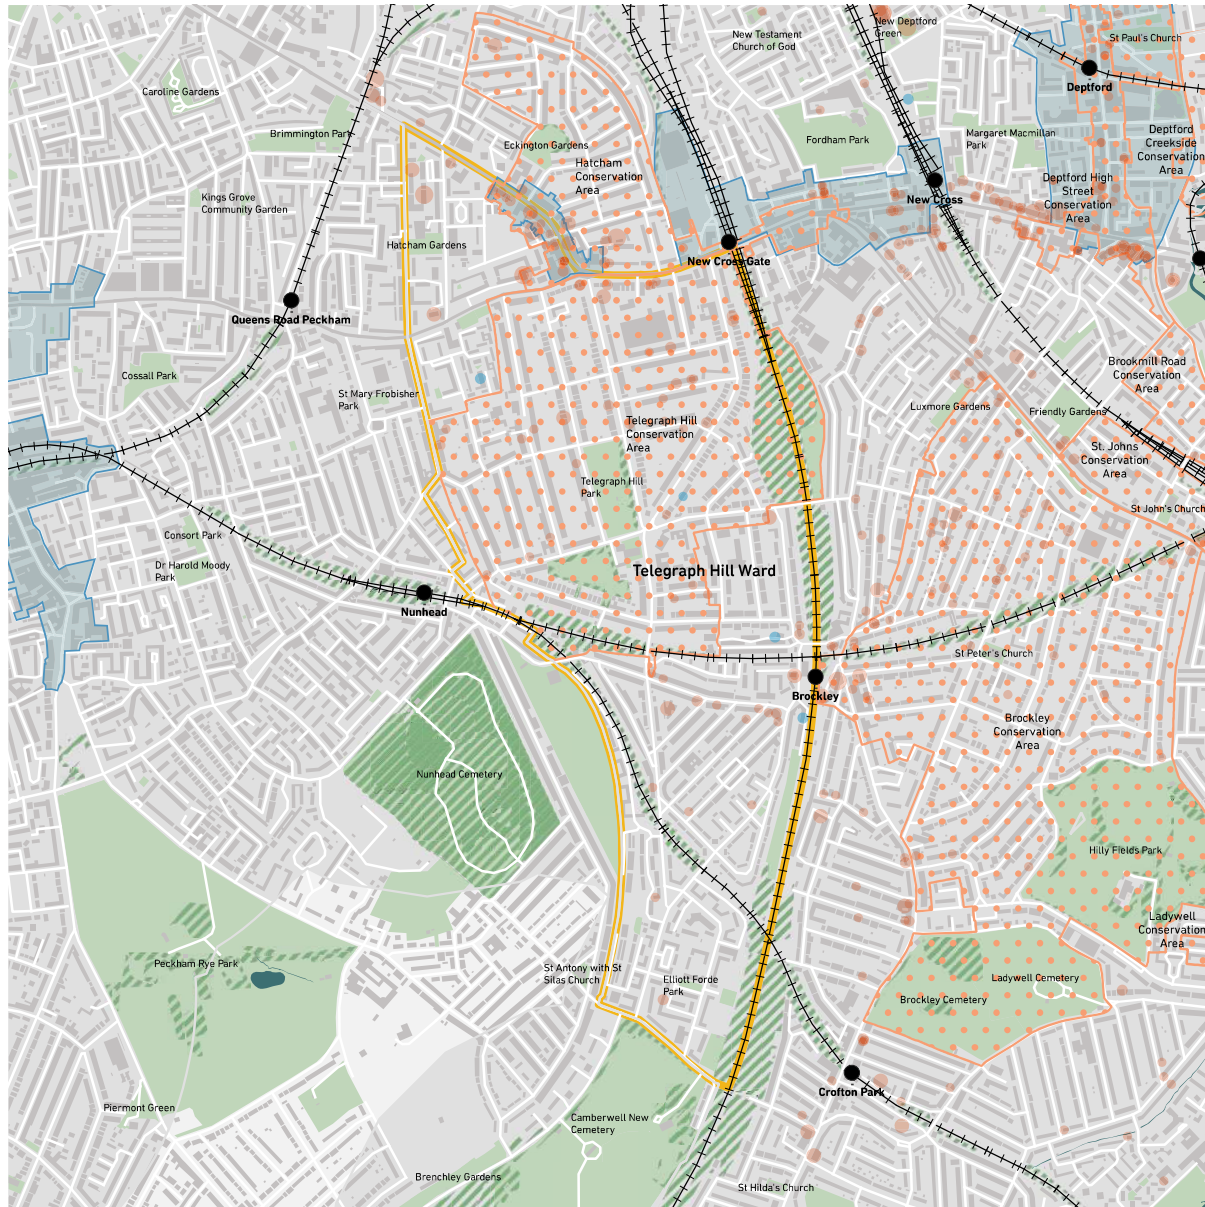 New Deptford
Green
New Testament
Church of God
St Paul's Church
Deptford
Caroline Gardens
Brimmington Park
Eckington Gardens
Fordham Park
Margaret Macmillan
Park
Deptford
Creekside
Conservation
Area
Hatcham
Conservation
Area
Deptford High
Street
Conservation
Area
Kings Grove
Community Garden
New Cross
Hatcham Gardens
New Cross Gate
Queens Road Peckham
Cossall Park
Brookmill Road
Conservation
Area
St Mary Frobisher
Park
Luxmore Gardens
Friendly Gardens
Telegraph Hill
Conservation
Area
St. Johns
Conservation
Area
Telegraph Hill
Park
St John's Church
Consort Park
Dr Harold Moody
Park
Telegraph Hill Ward
Nunhead
St Peter's Church
Brockley
Brockley
Conservation
Area
Nunhead Cemetery
Hilly Fields Park
Ladywell
Conservation
Area
Peckham Rye Park
St Antony with St
Silas Church
Elliott Forde
Park
Ladywell Cemetery
Brockley Cemetery
Crofton Park
Piermont Green
Camberwell New
Cemetery
Brenchley Gardens
St Hilda's Church